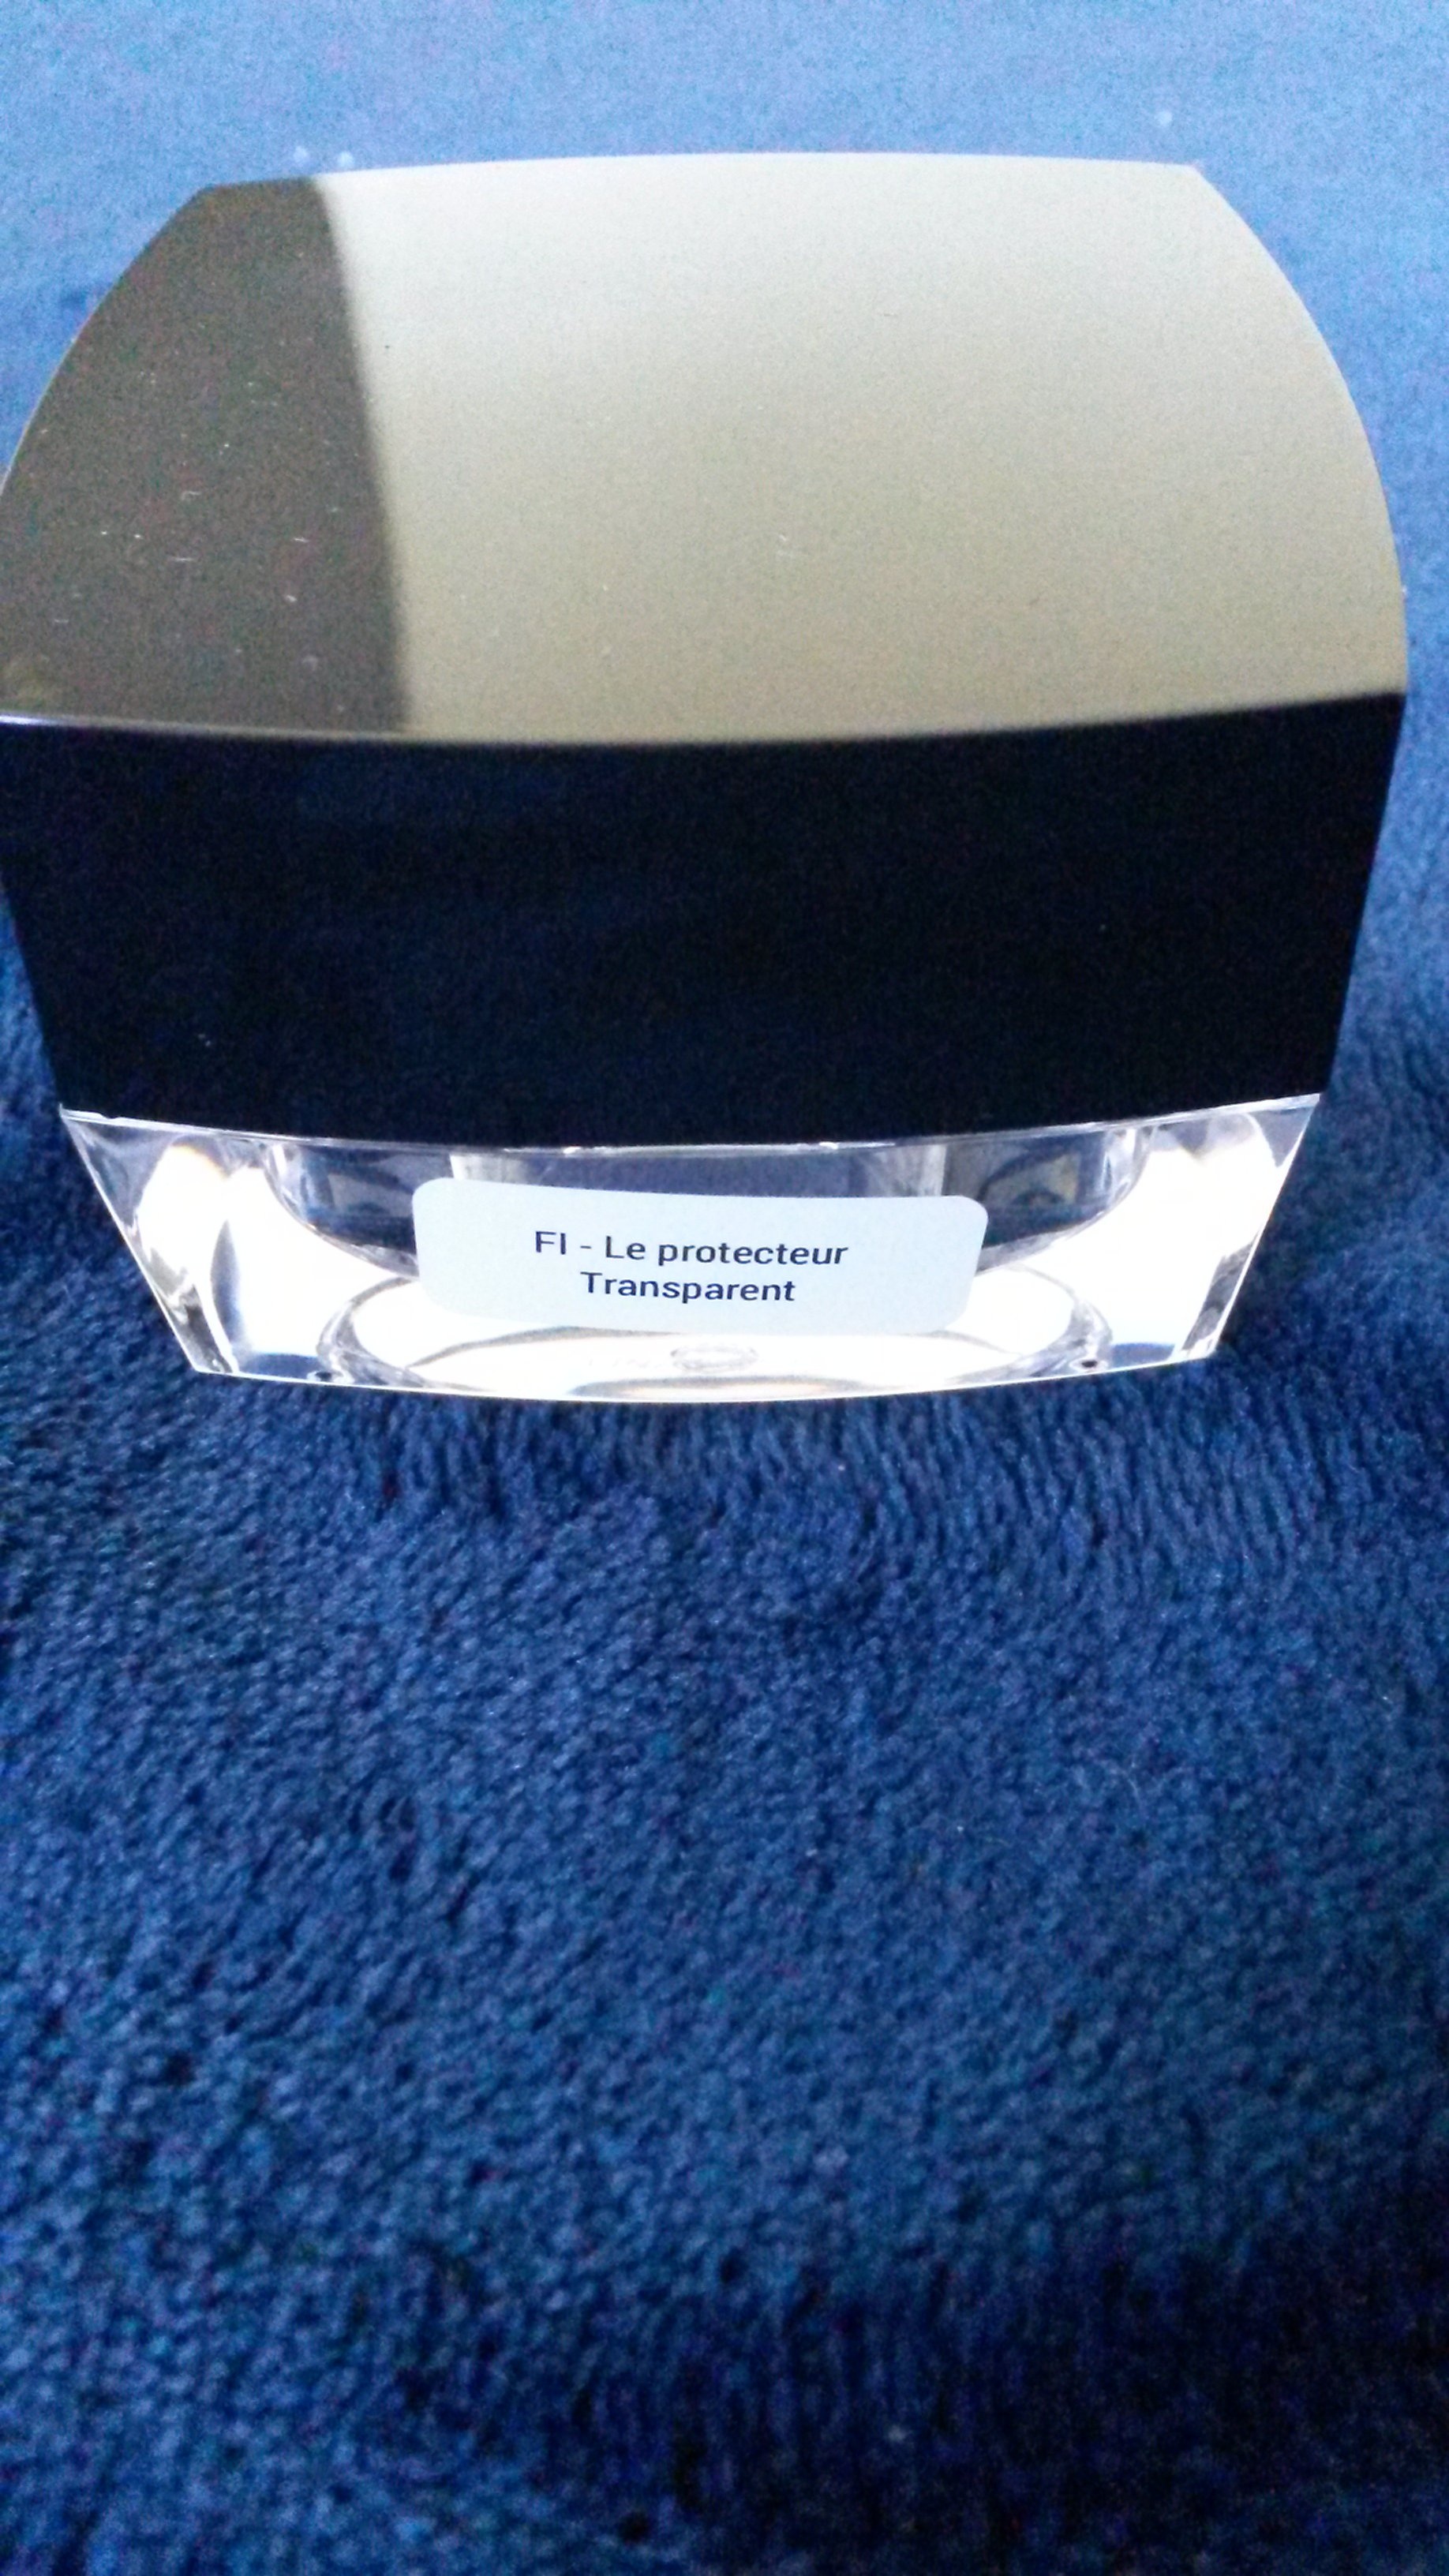 FI - Le protecteur
Transparent